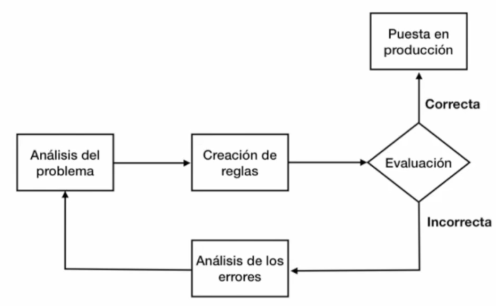 Puesta en
producción
Correcta
Análisis del
problema
Creación de
reglas
Evaluación
Incorrecta
Análisis de los
errores